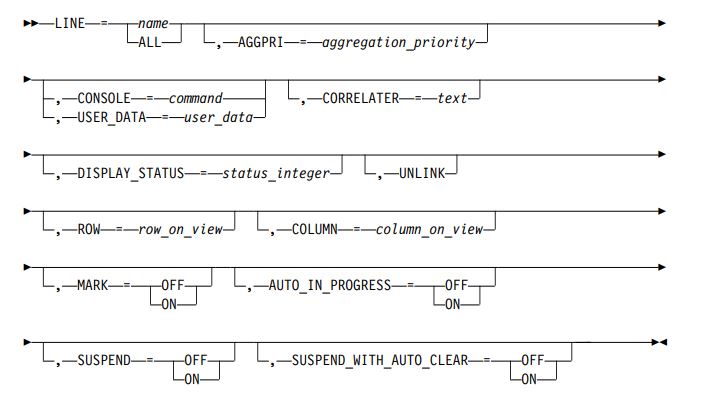 LINE = name
ALL , AGGPRI = aggregation_priority
, CONSOLE = command , CORRELATER = text
, USER_DATA = user_data
, DISPLAY_STATUS = status_integer , UNLINK
, ROW = row_on_view , COLUMN = column_on_view
, MARK = OFF , AUTO_IN_PROGRESS = OFF
ON ON
, SUSPEND = OFF , SUSPEND_WITH_AUTO_CLEAR = OFF
ON ON